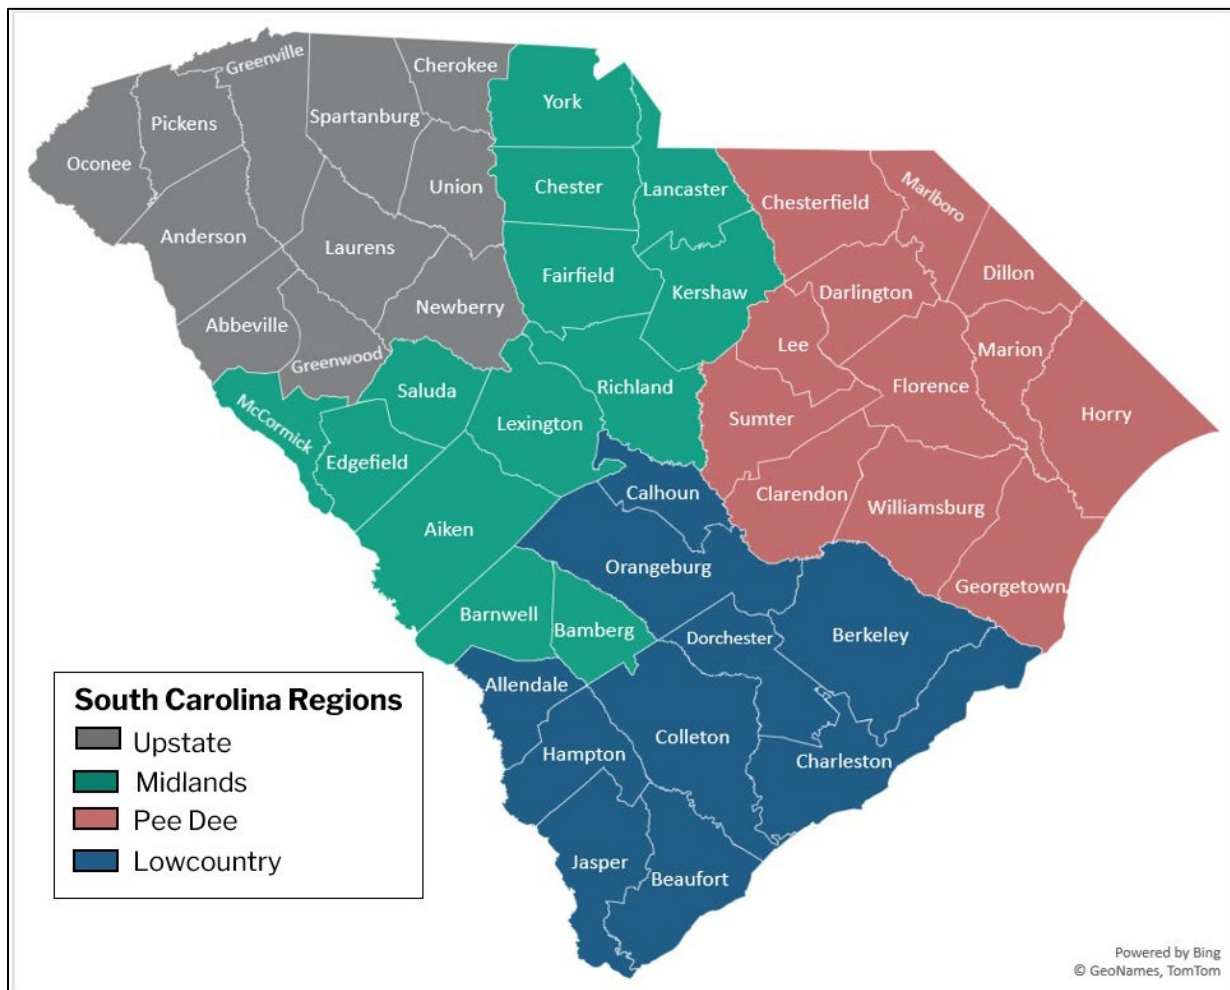 Greenville
Cherokee
York
Spartanburg
Pickens
Oconee
Union
Chester
Lancaster
Chesterfield
Marlboro
Anderson
Laurens
Fairfield
Kershaw
Darlington
Dillon
Newberry
Abbeville
Greenwood
Lee
Marion
Saluda
Richland
Florence
McCormick
Lexington
Sumter
Horry
Edgefield
Calhoun
Clarendon
Williamsburg
Aiken
Orangeburg
Georgetown
Barnwell
Bamberg
Dorchester
Berkeley
Allendale
Colleton
Hampton
Charleston
Jasper
Beaufort
South Carolina Regions
Upstate
Midlands
Pee Dee
Lowcountry
Powered by Bing
© GeoNames, TomTom